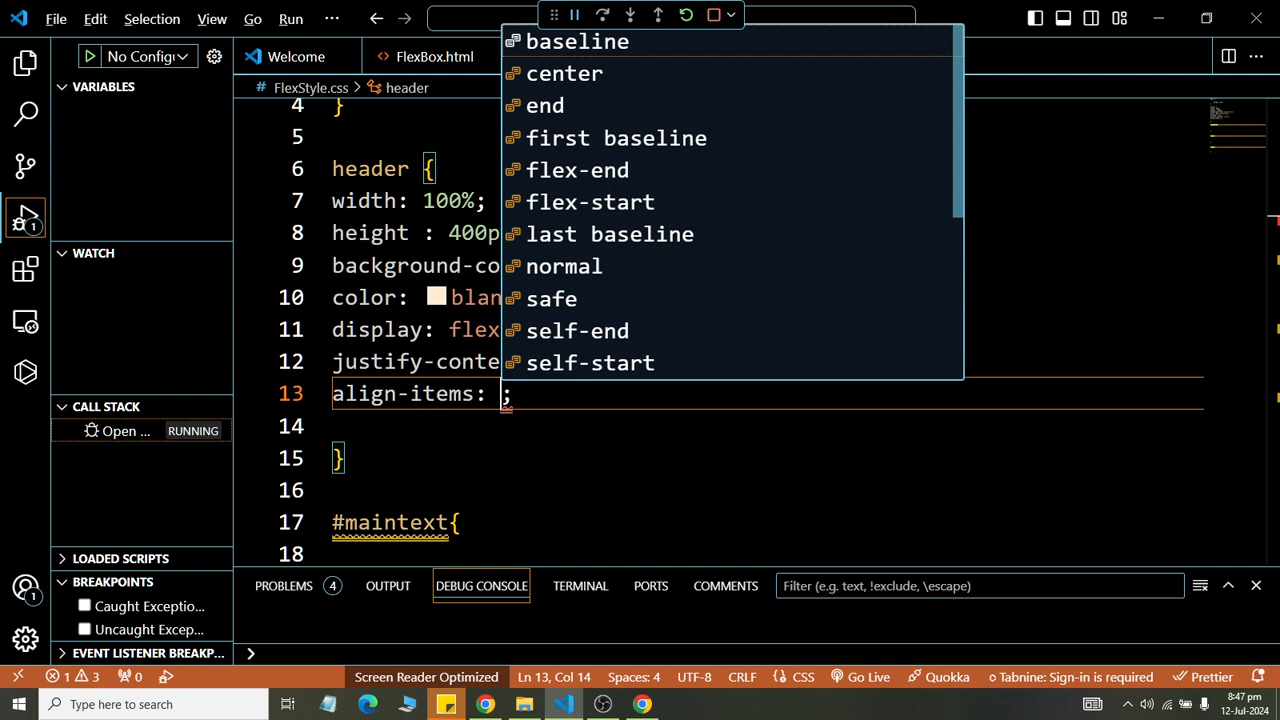 File Edit Selection View Go Run ···
No Configu
Welcome
FlexBox.html
VARIABLES
# FlexStyle.css > header
baseline
center
end
first baseline
flex-end
flex-start
last baseline
normal
safe
self-end
self-start
4 }
5
6 header {
7 width: 100%;
8 height : 400p
9 background-co
10 color: blan
11 display: flex
12 justify-conte
13 align-items: ;
14
15 }
16
17 #maintext{
18
WATCH
CALL STACK
Open ... RUNNING
LOADED SCRIPTS
BREAKPOINTS
Caught Exceptio...
Uncaught Excep...
EVENT LISTENER BREAKP...
1
1
PROBLEMS 4 OUTPUT DEBUG CONSOLE TERMINAL PORTS COMMENTS Filter (e.g. text, !exclude, \escape)
>
1 3 0 Screen Reader Optimized Ln 13, Col 14 Spaces: 4 UTF-8 CRLF {} CSS Go Live Quokka Tabnine: Sign-in is required Prettier
Type here to search
8:47 pm
12-Jul-2024